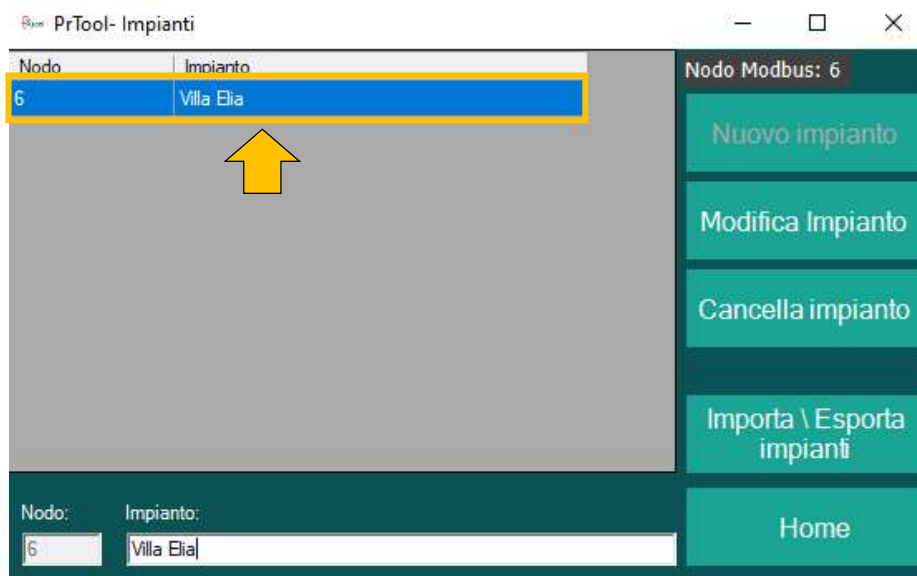 PrTool- Impianti
Nodo Impianto
6 Villa Elia
Nodo Modbus: 6
Nuovo impianto
Modifica Impianto
Cancella impianto
Importa \ Esporta
impianti
Home
Nodo: Impianto:
6 Villa Elia